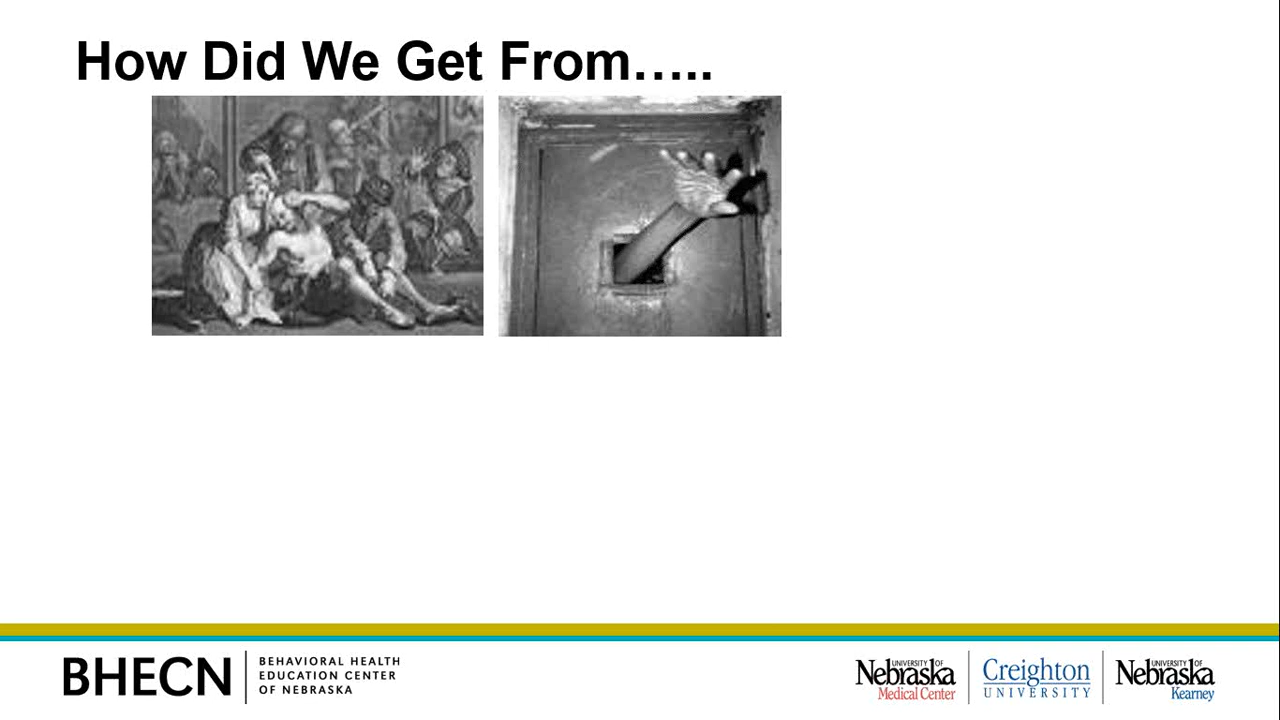 How Did We Get From.....
BHECN
BEHAVIORAL HEALTH
EDUCATION CENTER
OF NEBRASKA
UNIVERSITY OF
Nebraska
Medical Center
Creighton
UNIVERSITY
UNIVERSITY OF
Nebraska
Kearney